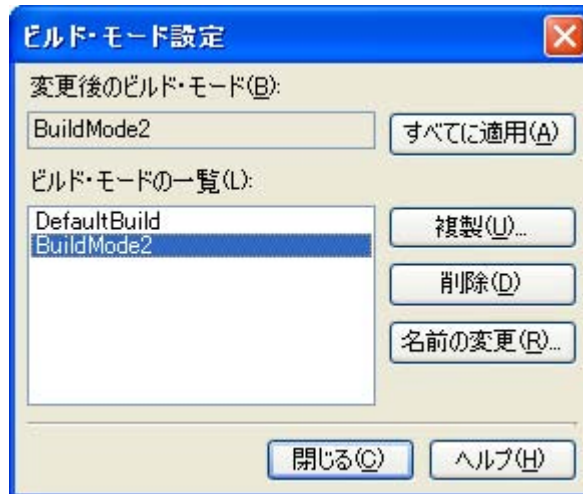 ビルド・モード設定
変更後のビルド・モード(B):
BuildMode2
すべてに適用(A)
ビルド・モードの一覧(L):
DefaultBuild
BuildMode2
複製(U)...
削除(D)
名前の変更(R)...
閉じる(C)
ヘルプ(H)